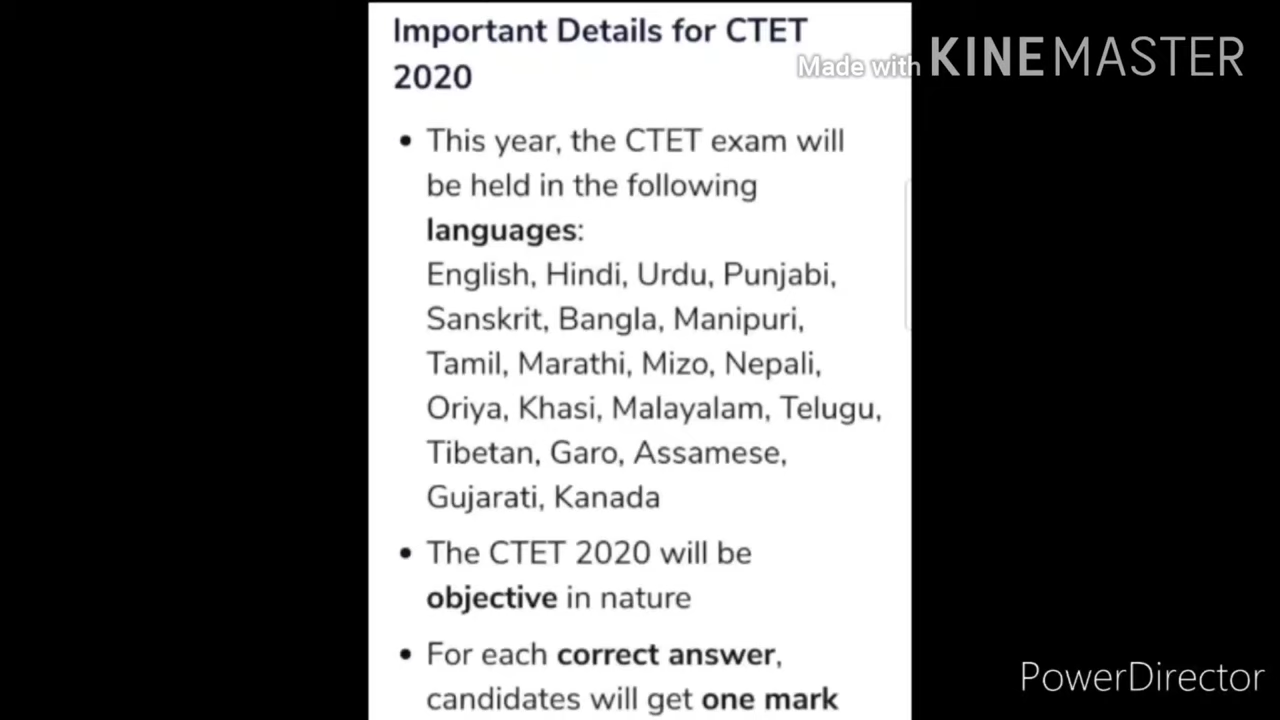 Important Details for CTET
2020
Made with KINEMASTER
• This year, the CTET exam will
be held in the following
languages:
English, Hindi, Urdu, Punjabi,
Sanskrit, Bangla, Manipuri,
Tamil, Marathi, Mizo, Nepali,
Oriya, Khasi, Malayalam, Telugu,
Tibetan, Garo, Assamese,
Gujarati, Kanada
• The CTET 2020 will be
objective in nature
• For each correct answer,
candidates will get one mark
PowerDirector